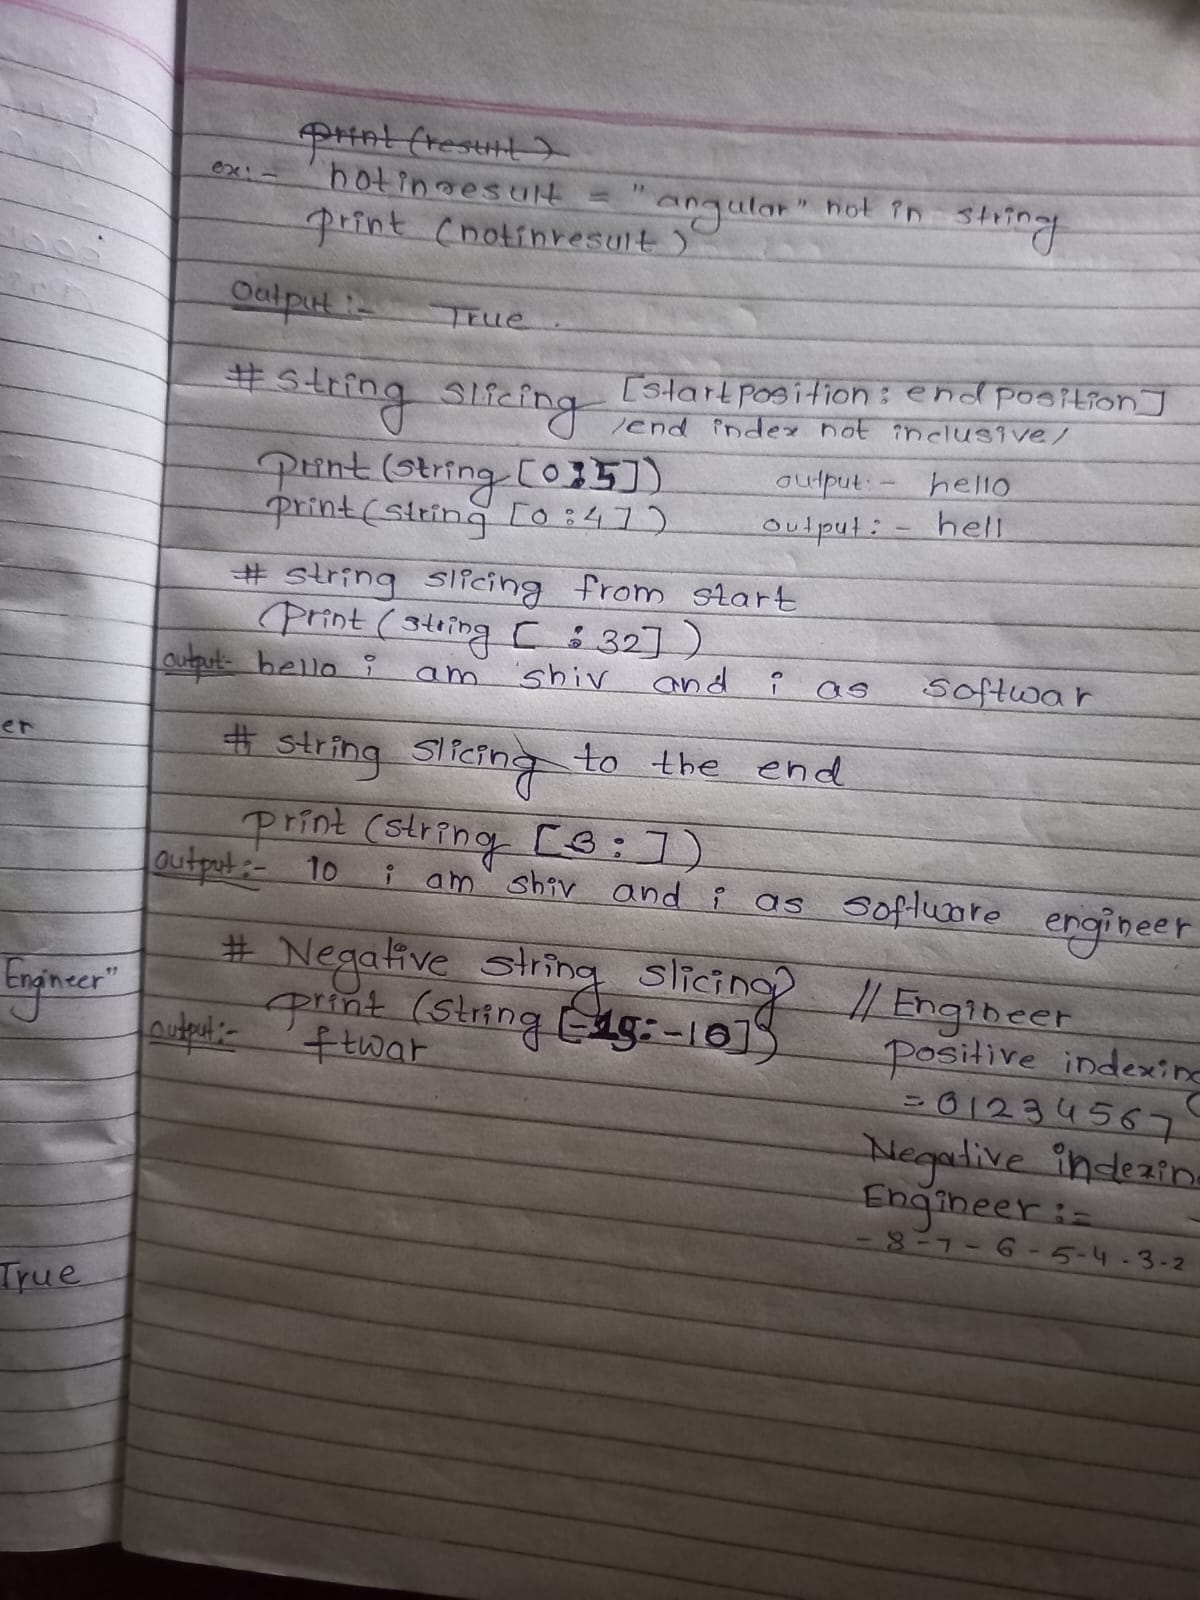 print (result)
ex:- notinresult = "angular" not in string
print (notinresult)
Output :- True .
# string slicing [startposition : end position]
/end index not inclusive/
print (string [0:5]) output:- hello
print (string [0:4]) output:- hell
# string slicing from start
print (string [ : 32] )
output- hello i am shiv and i as softwar
er
# string slicing to the end
print (string [3: ])
output:- 10 i am shiv and i as software engineer
# Negative string slicing // Engineer
Engineer"
print (string [-15:-10]) positive indexing
output:- ftwar
= 01234567
Negative indexin
Engineer :=
-8-7-6-5-4-3-2
True